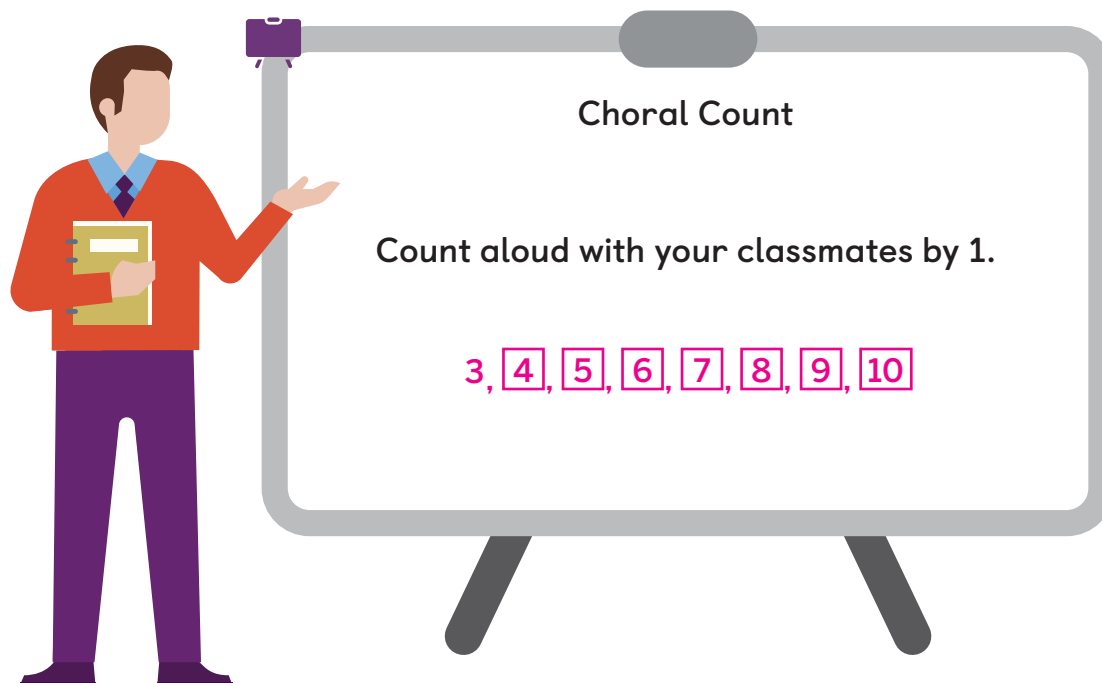 Choral Count
Count aloud with your classmates by 1.
3, 4, 5, 6, 7, 8, 9, 10